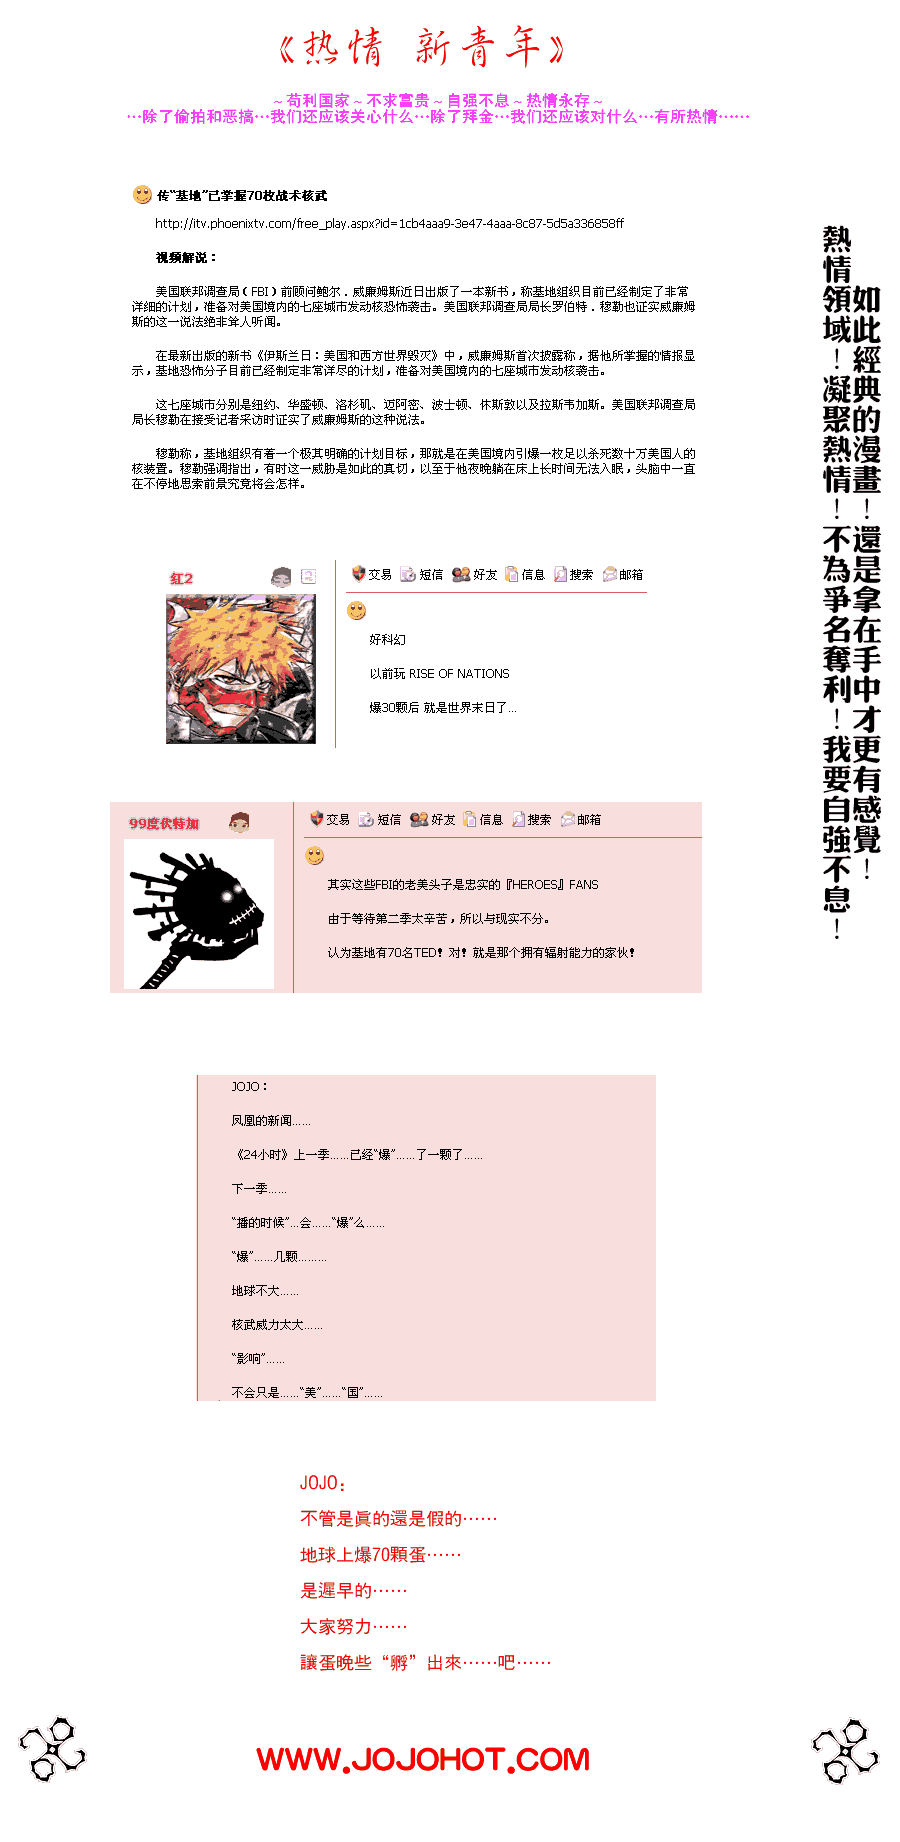 《热情 新青年》
~苟利国家~不求富贵~自强不息~热情永存~
…除了偷拍和恶搞…我们还应该关心什么…除了拜金…我们还应该对什么…有所热情……
传“基地”已掌握70枚战术核武
http://itv.phoenixtv.com/free_play.aspx?id=1cb4aaa9-3e47-4aaa-8c87-5d5a336858ff
视频解说：
美国联邦调查局（FBI）前顾问鲍尔．威廉姆斯近日出版了一本新书，称基地组织目前已经制定了非常
详细的计划，准备对美国境内的七座城市发动核恐怖袭击。美国联邦调查局局长罗伯特．穆勒也证实威廉姆
斯的这一说法绝非耸人听闻。
在最新出版的新书《伊斯兰日：美国和西方世界毁灭》中，威廉姆斯首次披露称，据他所掌握的情报显
示，基地恐怖分子目前已经制定非常详尽的计划，准备对美国境内的七座城市发动核袭击。
这七座城市分别是纽约、华盛顿、洛杉矶、迈阿密、波士顿、休斯敦以及拉斯韦加斯。美国联邦调查局
局长穆勒在接受记者采访时证实了威廉姆斯的这种说法。
穆勒称，基地组织有着一个极其明确的计划目标，那就是在美国境内引爆一枚足以杀死数十万美国人的
核装置。穆勒强调指出，有时这一威胁是如此的真切，以至于他夜晚躺在床上长时间无法入眠，头脑中一直
在不停地思索前景究竟将会怎样。
如此經典的漫畫！還是拿在手中才更有感覺！
熱情領域！凝聚熱情！不為爭名奪利！我要自強不息！
红2
交易 短信 好友 信息 搜索 邮箱
好科幻
以前玩 RISE OF NATIONS
爆30颗后 就是世界末日了...
99度伏特加
交易 短信 好友 信息 搜索 邮箱
其实这些FBI的老美头子是忠实的『HEROES』FANS
由于等待第二季太辛苦，所以与现实不分。
认为基地有70名TED！对！就是那个拥有辐射能力的家伙！
JOJO：
凤凰的新闻……
《24小时》上一季……已经“爆”……了一颗了……
下一季……
“播的时候”...会……“爆”么……
“爆”……几颗………
地球不大……
核武威力太大……
“影响”……
不会只是……“美”……“国”……
JOJO：
不管是真的還是假的……
地球上爆70顆蛋……
是遲早的……
大家努力……
讓蛋晚些“孵”出來……吧……
WWW.JOJOHOT.COM